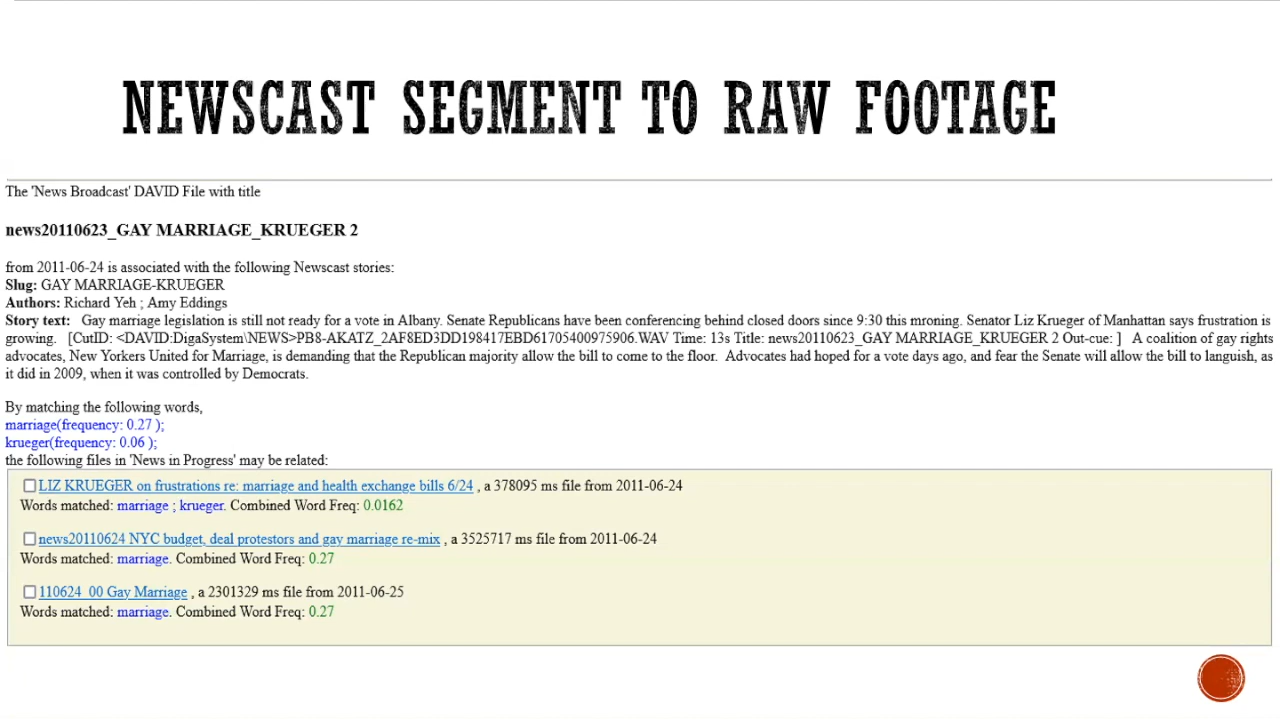 NEWSCAST SEGMENT TO RAW FOOTAGE
The 'News Broadcast' DAVID File with title
news20110623_GAY MARRIAGE_KRUEGER 2
from 2011-06-24 is associated with the following Newscast stories:
Slug: GAY MARRIAGE-KRUEGER
Authors: Richard Yeh ; Amy Eddings
Story text:   Gay marriage legislation is still not ready for a vote in Albany. Senate Republicans have been conferencing behind closed doors since 9:30 this mroning. Senator Liz Krueger of Manhattan says frustration is
growing.   [CutID: <DAVID:DigaSystem\NEWS>PB8-AKATZ_2AF8ED3DD198417EBD61705400975906.WAV Time: 13s Title: news20110623_GAY MARRIAGE_KRUEGER 2 Out-cue: ]   A coalition of gay rights
advocates, New Yorkers United for Marriage, is demanding that the Republican majority allow the bill to come to the floor.  Advocates had hoped for a vote days ago, and fear the Senate will allow the bill to languish, as
it did in 2009, when it was controlled by Democrats.
By matching the following words,
marriage(frequency: 0.27 );
krueger(frequency: 0.06 );
the following files in 'News in Progress' may be related:
LIZ KRUEGER on frustrations re: marriage and health exchange bills 6/24 , a 378095 ms file from 2011-06-24
Words matched: marriage ; krueger. Combined Word Freq: 0.0162
news20110624 NYC budget, deal protestors and gay marriage re-mix , a 3525717 ms file from 2011-06-24
Words matched: marriage. Combined Word Freq: 0.27
110624_00 Gay Marriage , a 2301329 ms file from 2011-06-25
Words matched: marriage. Combined Word Freq: 0.27